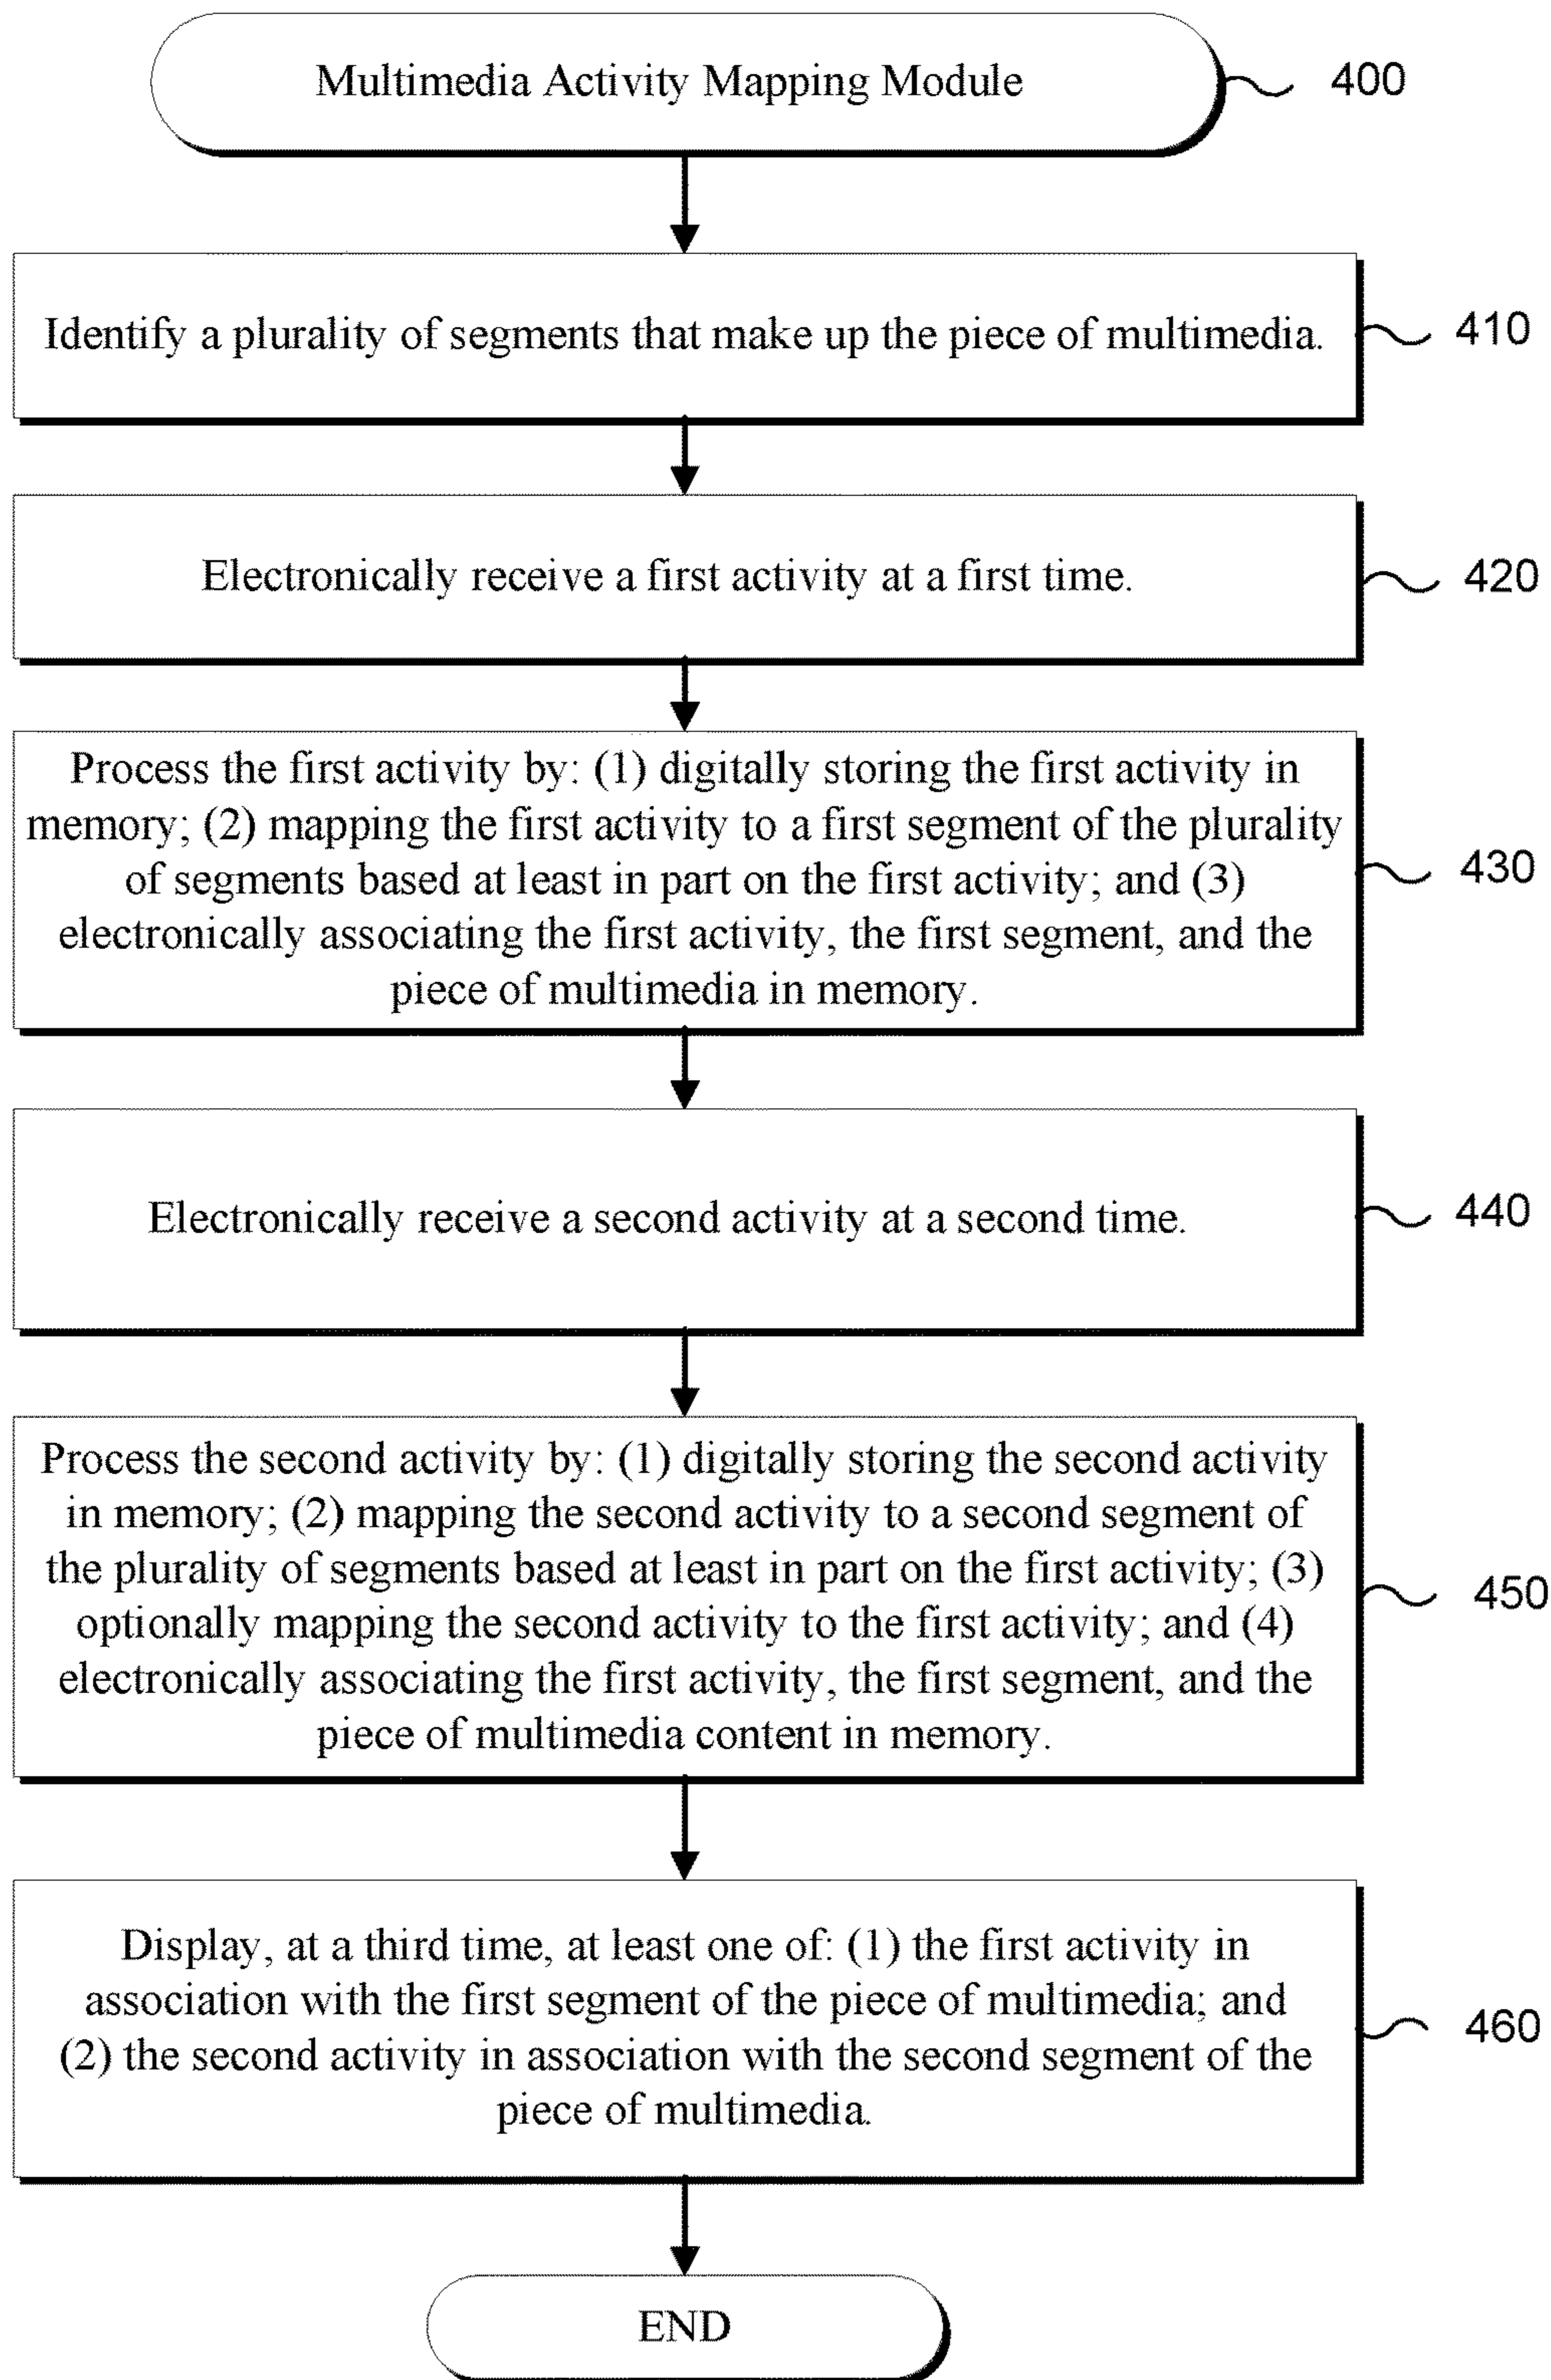 Multimedia Activity Mapping Module
400
Identify a plurality of segments that make up the piece of multimedia.
410
Electronically receive a first activity at a first time.
420
Process the first activity by: (1) digitally storing the first activity in
memory; (2) mapping the first activity to a first segment of the plurality
of segments based at least in part on the first activity; and (3)
electronically associating the first activity, the first segment, and the
piece of multimedia in memory.
430
Electronically receive a second activity at a second time.
440
Process the second activity by: (1) digitally storing the second activity
in memory; (2) mapping the second activity to a second segment of
the plurality of segments based at least in part on the first activity; (3)
optionally mapping the second activity to the first activity; and (4)
electronically associating the first activity, the first segment, and the
piece of multimedia content in memory.
450
Display, at a third time, at least one of: (1) the first activity in
association with the first segment of the piece of multimedia; and
(2) the second activity in association with the second segment of the
piece of multimedia.
460
END